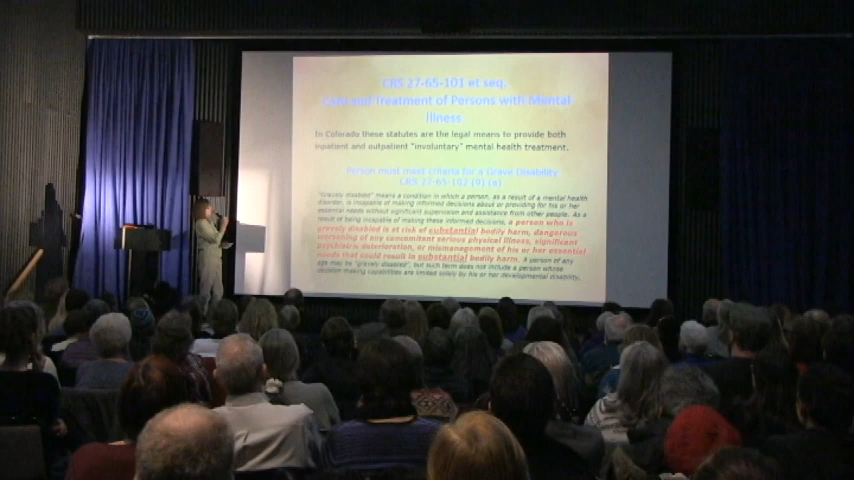 CRS 27-65-101 et seq.
Care and Treatment of Persons with Mental
Illness
In Colorado these statutes are the legal means to provide both
inpatient and outpatient "involuntary" mental health treatment.
Person must meet criteria for a Grave Disability
CRS 27-65-102 (9) (a)
"Gravely disabled" means a condition in which a person, as a result of a mental health
disorder, is incapable of making informed decisions about or providing for his or her
essential needs without significant supervision and assistance from other people. As a
result of being incapable of making these informed decisions, a person who is
gravely disabled is at risk of substantial bodily harm, dangerous
worsening of any concomitant serious physical illness, significant
psychiatric deterioration, or mismanagement of his or her essential
needs that could result in substantial bodily harm. A person of any
age may be "gravely disabled", but such term does not include a person whose
decision making capabilities are limited solely by his or her developmental disability.